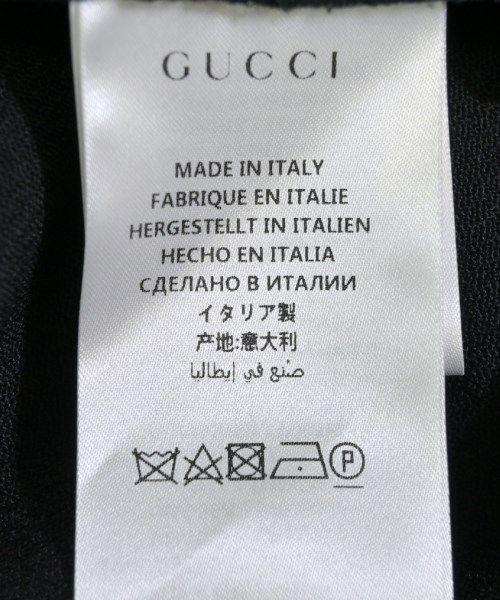 GUCCI
MADE IN ITALY
FABRIQUE EN ITALIE
HERGESTELLT IN ITALIEN
HECHO EN ITALIA
СДЕЛАНО В ИТАЛИИ
イタリア製
产地:意大利
صنع في إيطاليا
P